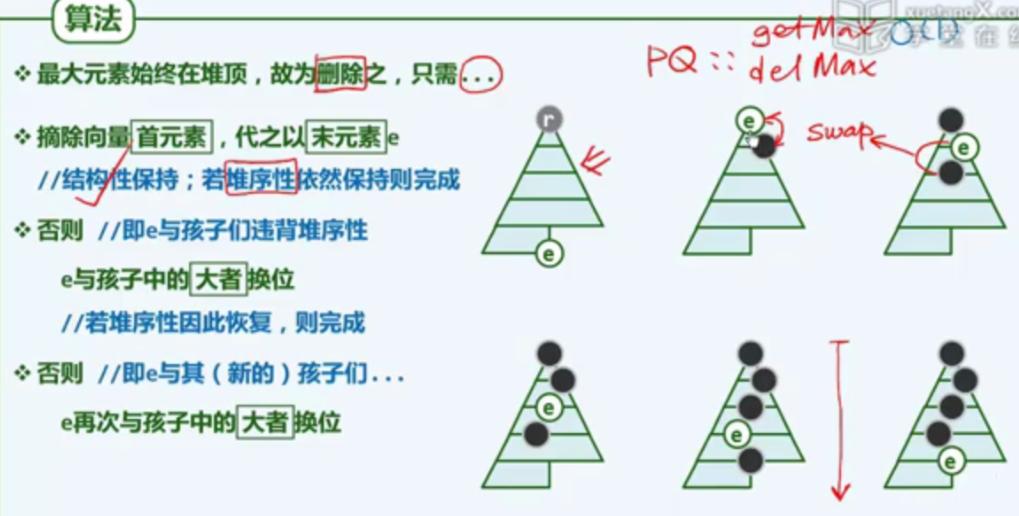 算法
xuetangX.com
学堂在线
getMax O(1)
PQ :: delMax
❖ 最大元素始终在堆顶，故为删除之，只需...
❖ 摘除向量首元素，代之以末元素e
//结构性保持；若堆序性依然保持则完成
❖ 否则 //即e与孩子们违背堆序性
e与孩子中的大者换位
//若堆序性因此恢复，则完成
❖ 否则 //即e与其（新的）孩子们...
e再次与孩子中的大者换位
r
e
e
swap
e
e
e
e